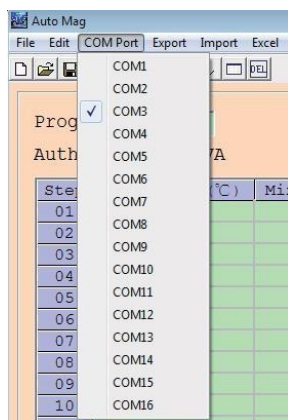 Auto Mag
File Edit COM Port Export Import Excel
DEL
COM1
COM2
COM3
COM4
COM5
COM6
COM7
COM8
COM9
COM10
COM11
COM12
COM13
COM14
COM15
COM16
Prog
Auth VA
Step (℃) Mi
01
02
03
04
05
06
07
08
09
10